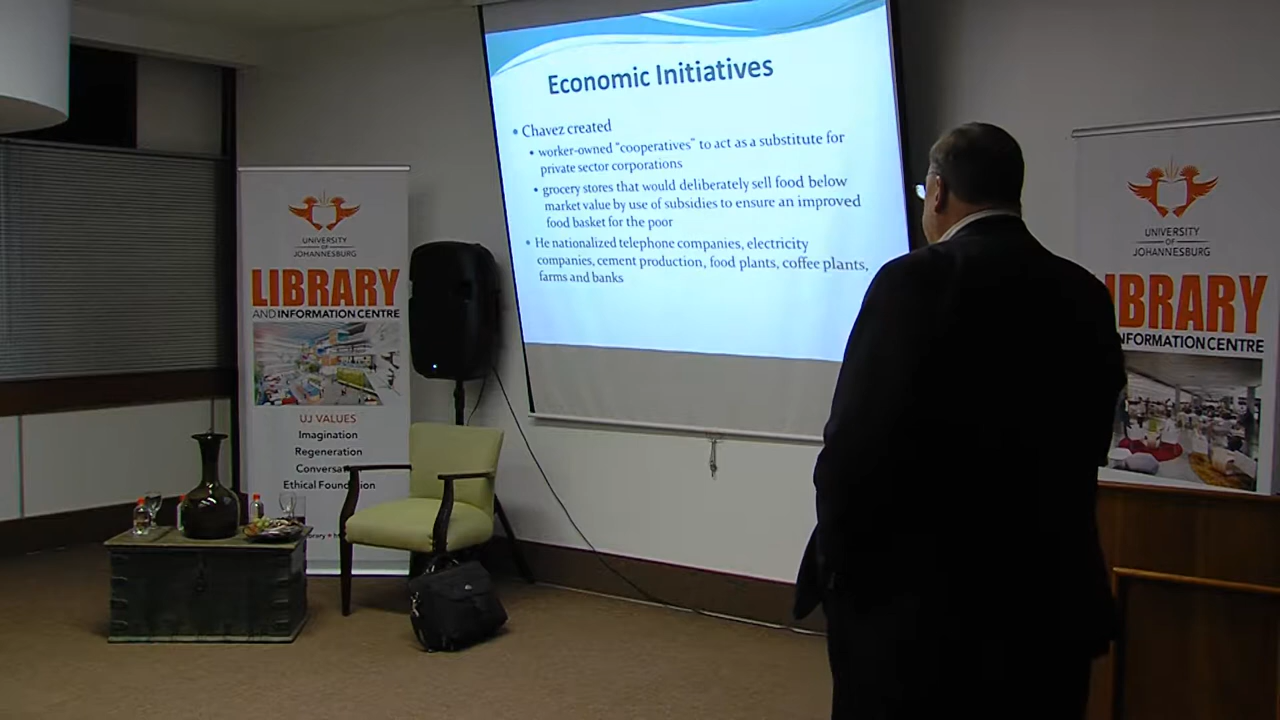 Economic Initiatives
• Chavez created
• worker-owned "cooperatives" to act as a substitute for
private sector corporations
• grocery stores that would deliberately sell food below
market value by use of subsidies to ensure an improved
food basket for the poor
• He nationalized telephone companies, electricity
companies, cement production, food plants, coffee plants,
farms and banks
UNIVERSITY
OF
JOHANNESBURG
LIBRARY
AND INFORMATION CENTRE
UJ VALUES
Imagination
Regeneration
Ethical
UNIVERSITY
OF
JOHANNESBURG
IBRARY
NFORMATION CENTRE